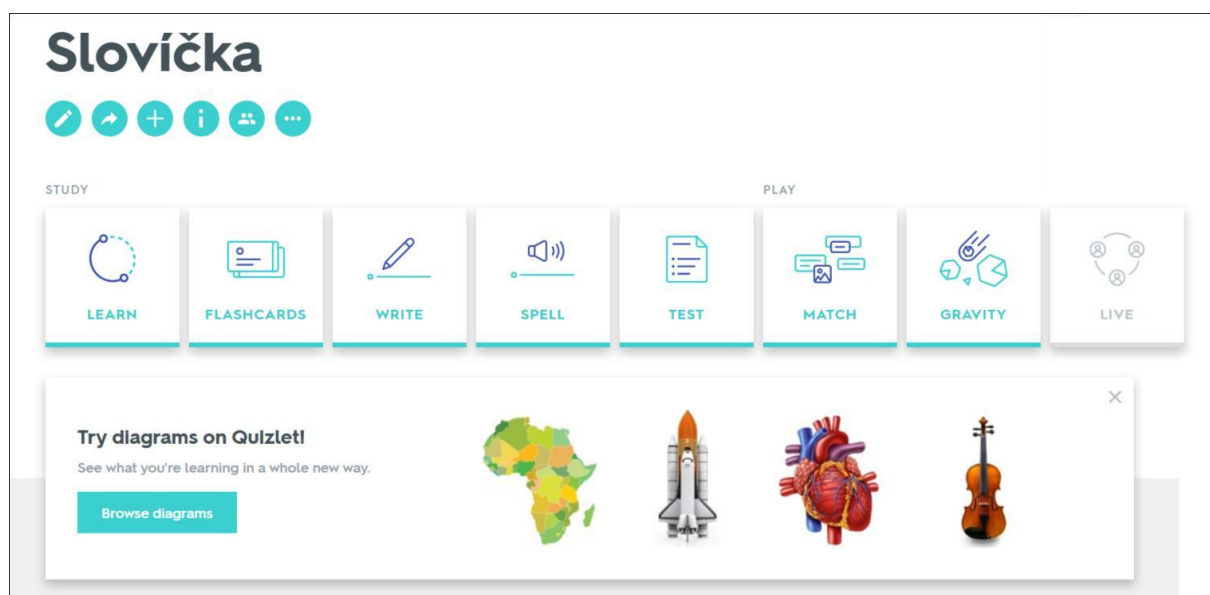 Slovíčka
STUDY PLAY
LEARN FLASHCARDS WRITE SPELL TEST MATCH GRAVITY LIVE
Try diagrams on Quizlet!
See what you're learning in a whole new way.
Browse diagrams